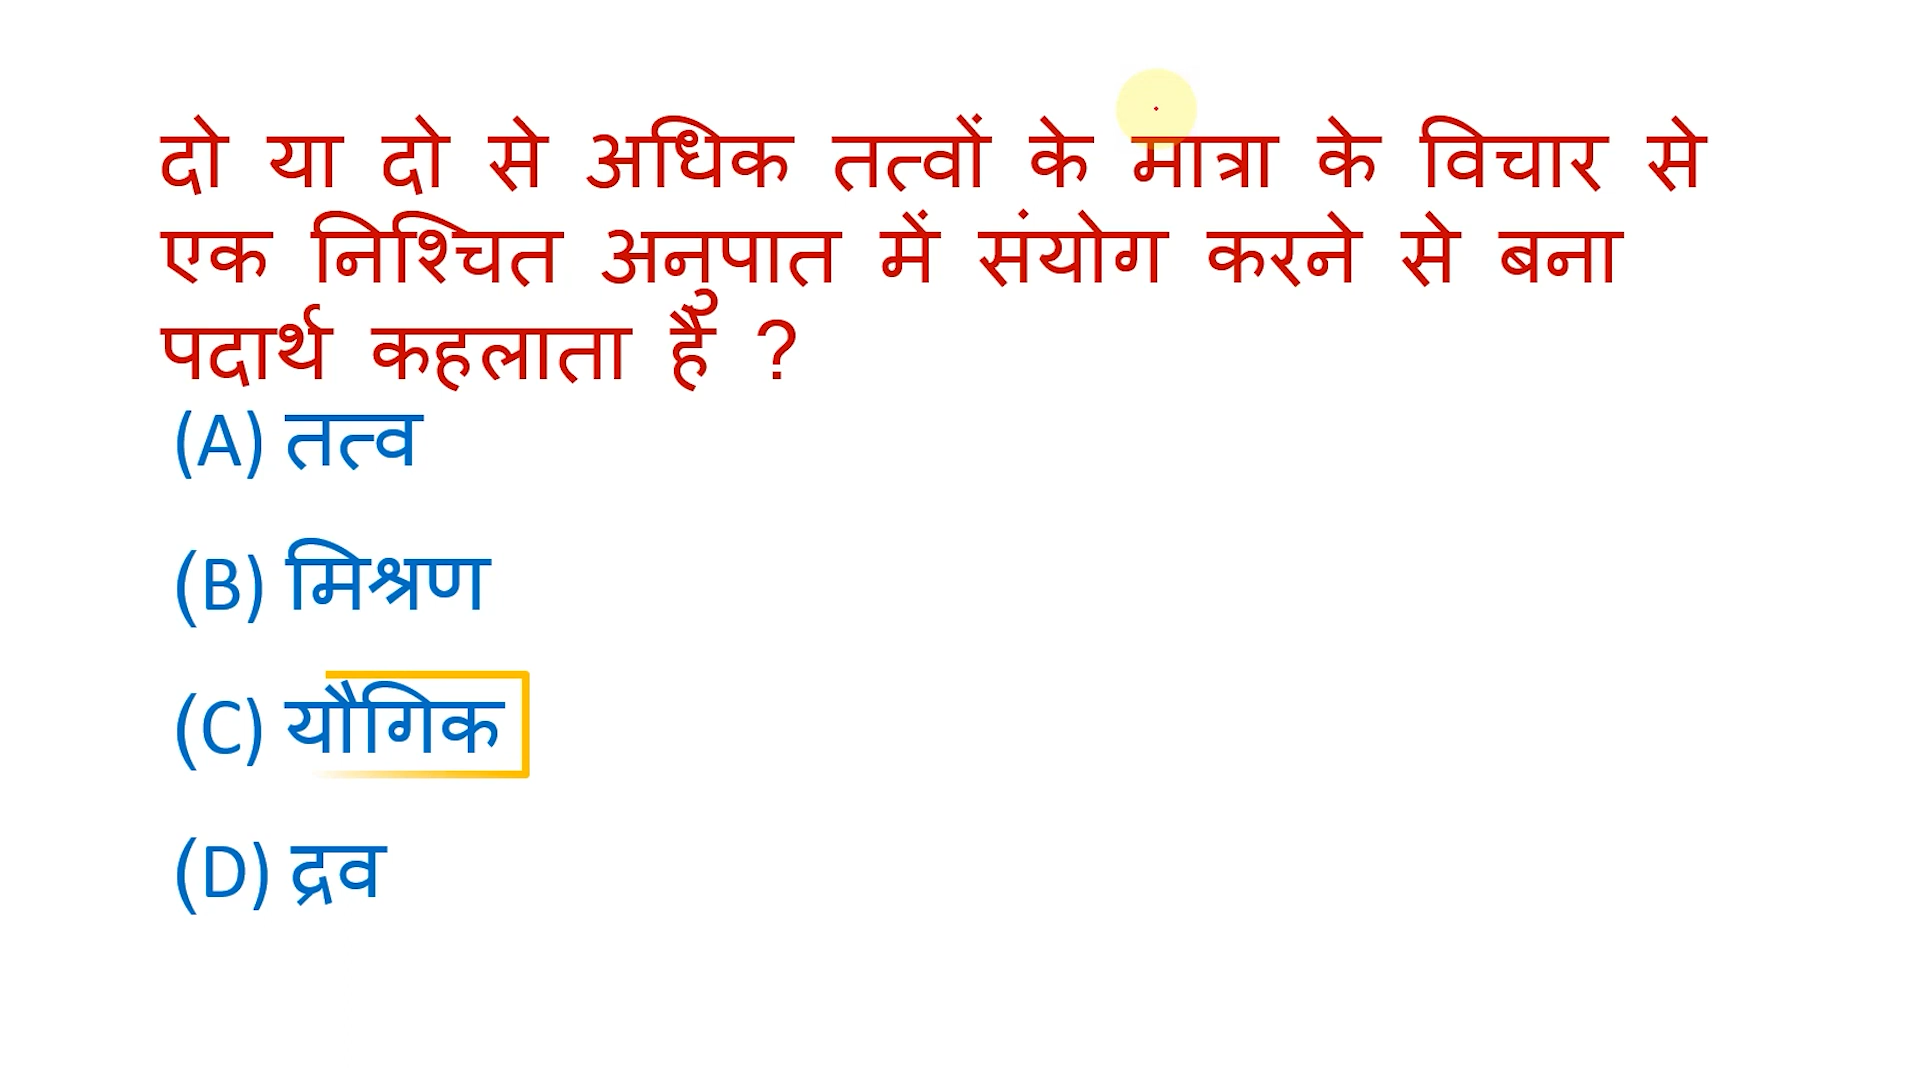 दो या दो से अधिक तत्वों के मात्रा के विचार से
एक निश्चित अनुपात में संयोग करने से बना
पदार्थ कहलाता है ?
(A) तत्व
(B) मिश्रण
(C) यौगिक
(D) द्रव